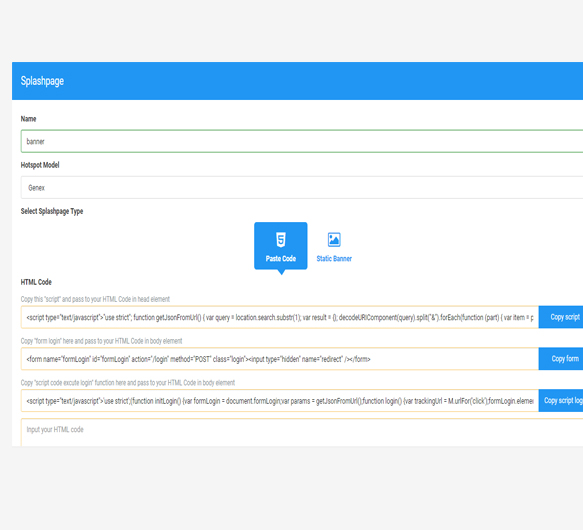 Splashpage
Name
banner
Hotspot Model
Genex
Select Splashpage Type
Paste Code
Static Banner
HTML Code
Copy this "script" and pass to your HTML Code in head element
<script type="text/javascript">"use strict"; function getJsonFromUrl() { var query = location.search.substr(1); var result = {}; decodeURIComponent(query).split("&").forEach(function (part) { var item = p
Copy script
Copy "form login" here and pass to your HTML Code in body element
<form name="formLogin" id="formLogin" action="/login" method="POST" class="login"><input type="hidden" name="redirect" /></form>
Copy form
Copy "script code excute login" function here and pass to your HTML Code in body element
<script type="text/javascript">'use strict';(function initLogin() {var formLogin = document.formLogin;var params = getJsonFromUrl();function login() {var trackingUrl = M.urlFor('click');formLogin.eleme
Copy script log
Input your HTML code